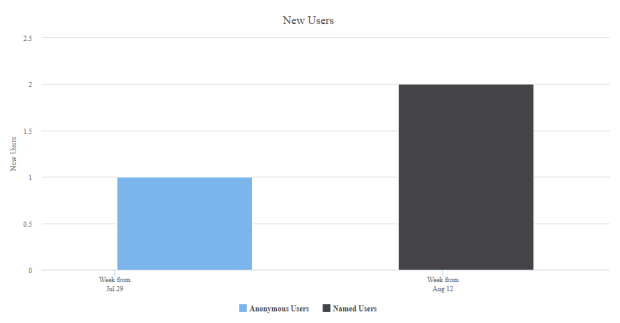 New Users
2.5
2
1.5
1
0.5
0
New Users
Week from
Jul 29
Week from
Aug 12
Anonymous Users
Named Users